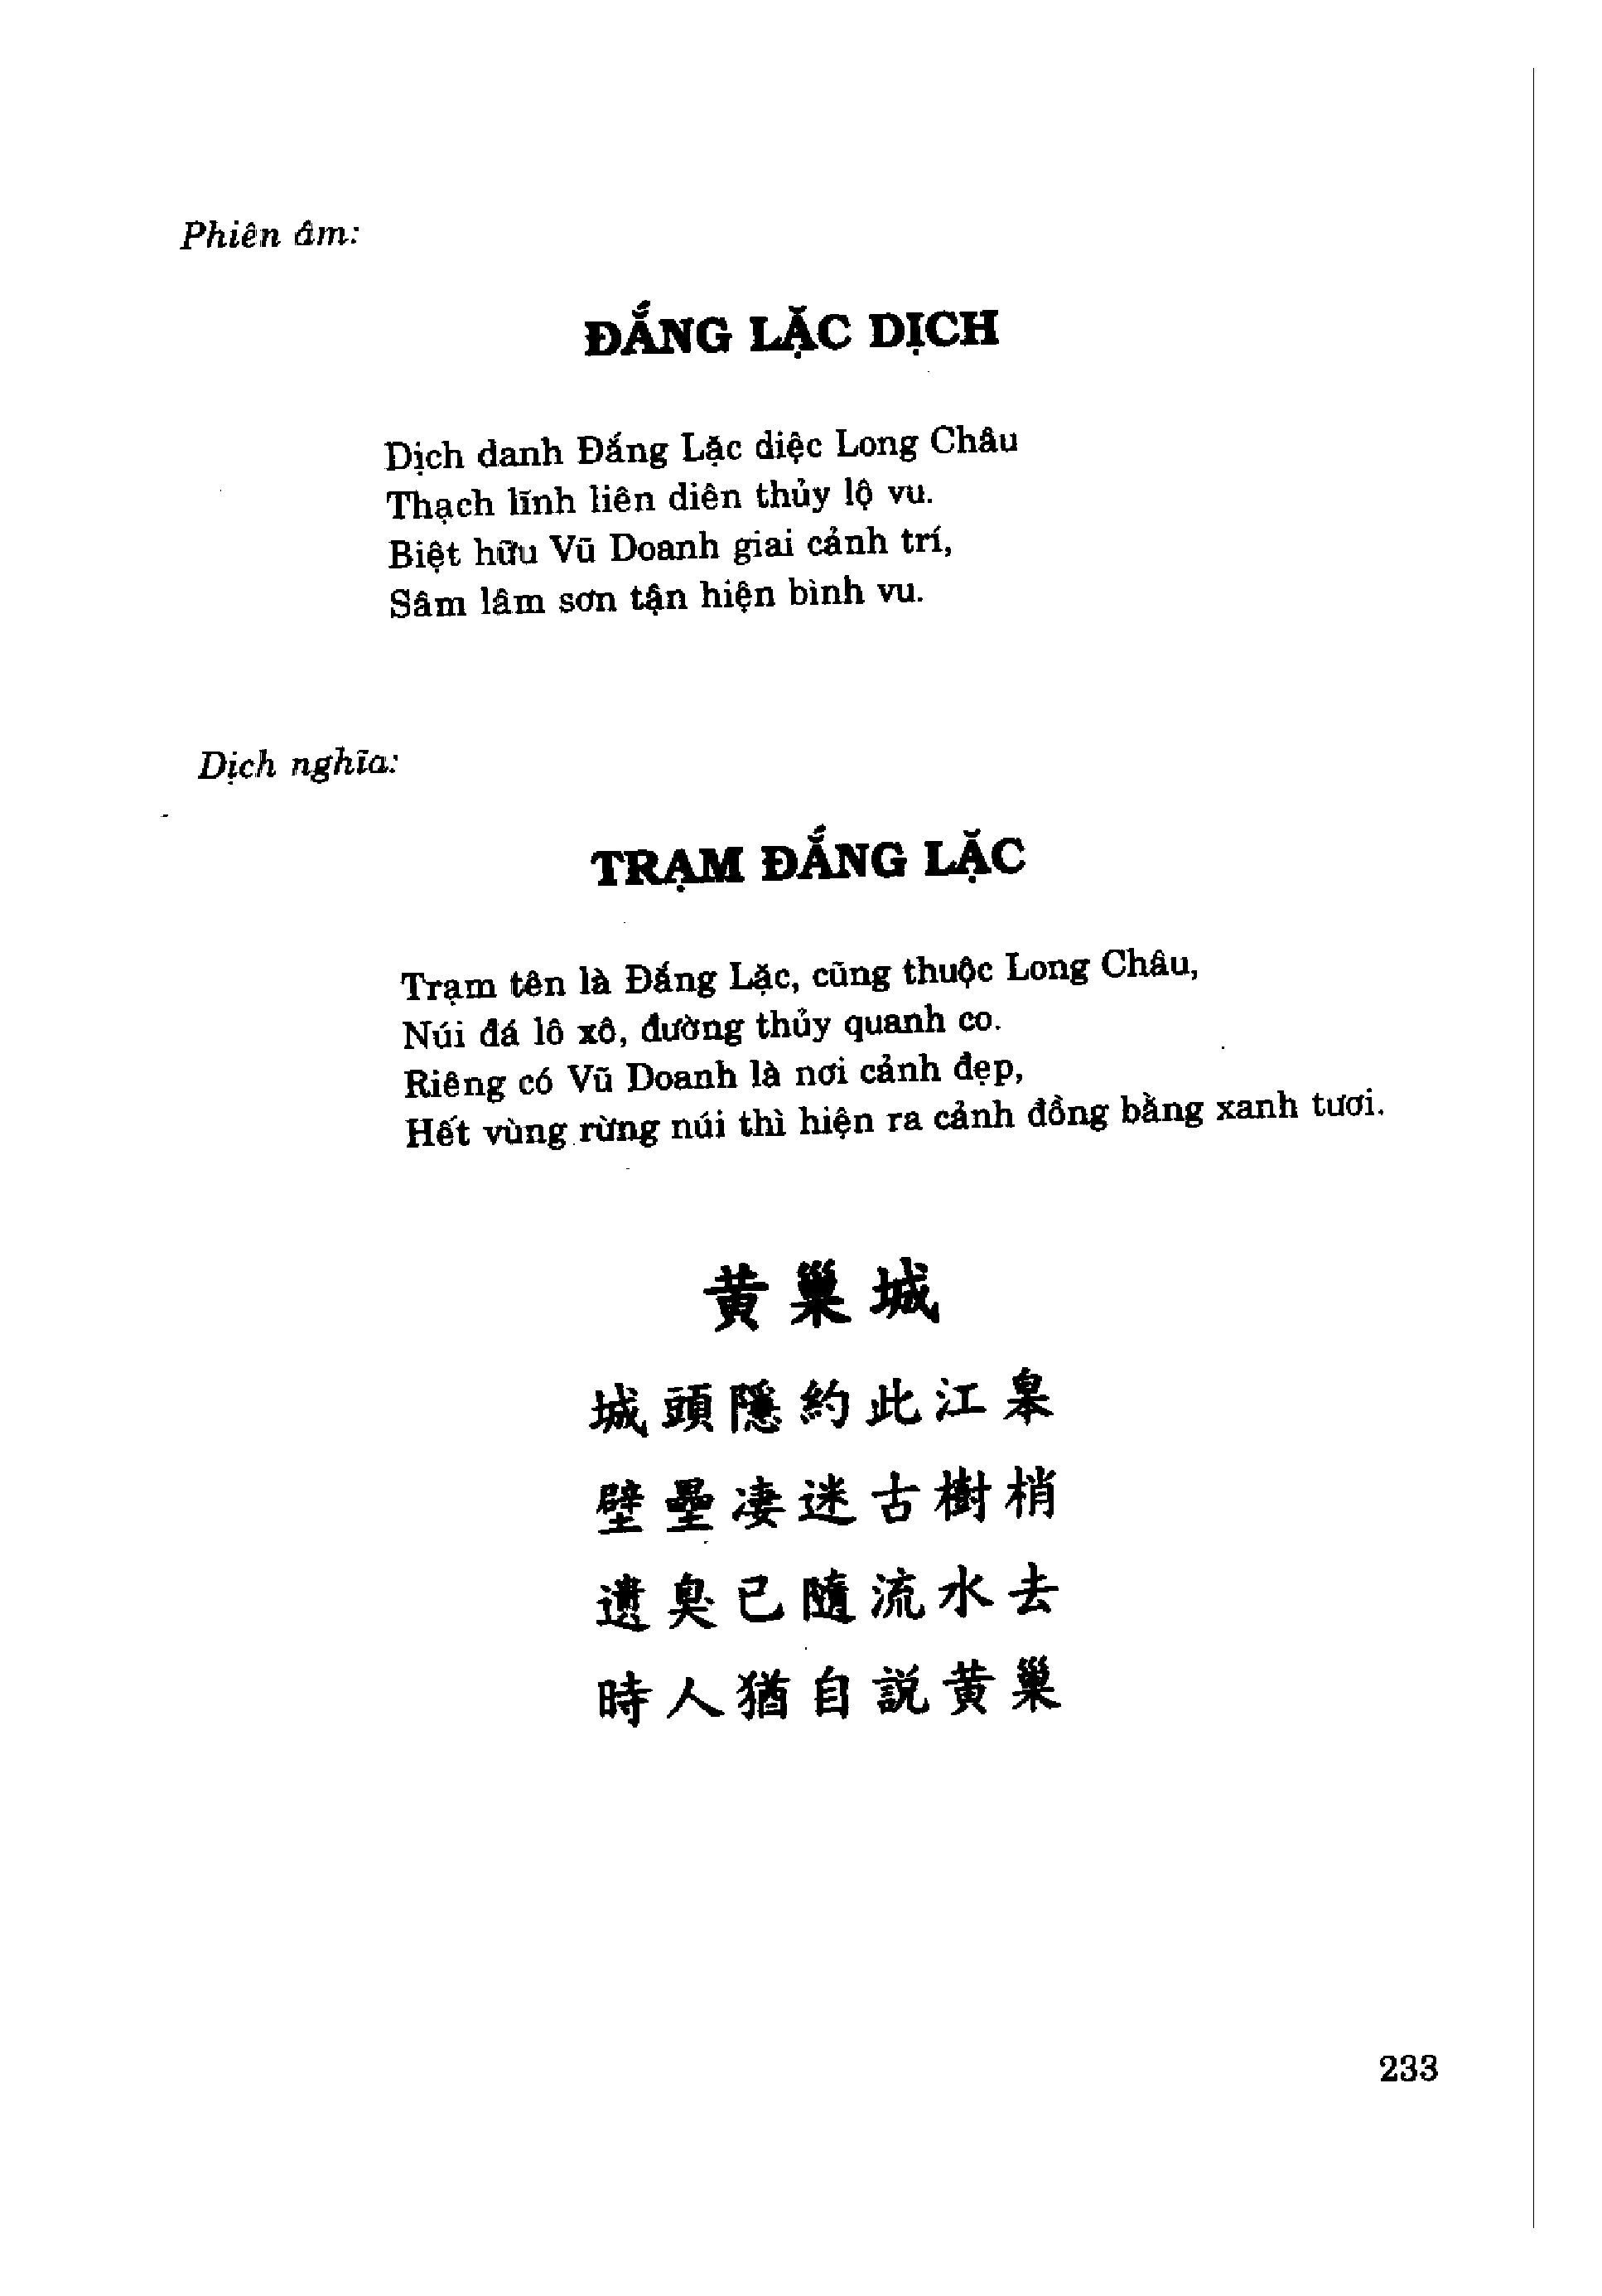 Phiên âm:
ĐẮNG LẶC DỊCH
Dịch danh Đắng Lặc diệc Long Châu
Thạch lĩnh liên diên thủy lộ vu.
Biệt hữu Vũ Doanh giai cảnh trí,
Sâm lâm sơn tận hiện bình vu.
Dịch nghĩa:
TRẠM ĐẮNG LẶC
Trạm tên là Đắng Lặc, cũng thuộc Long Châu,
Núi đá lô xô, đường thủy quanh co.
Riêng có Vũ Doanh là nơi cảnh đẹp,
Hết vùng rừng núi thì hiện ra cảnh đồng bằng xanh tươi.
黄巢城
城頭隱約此江皋
壁壘凄迷古樹梢
遺臭已隨流水去
時人猶自説黄巢
233